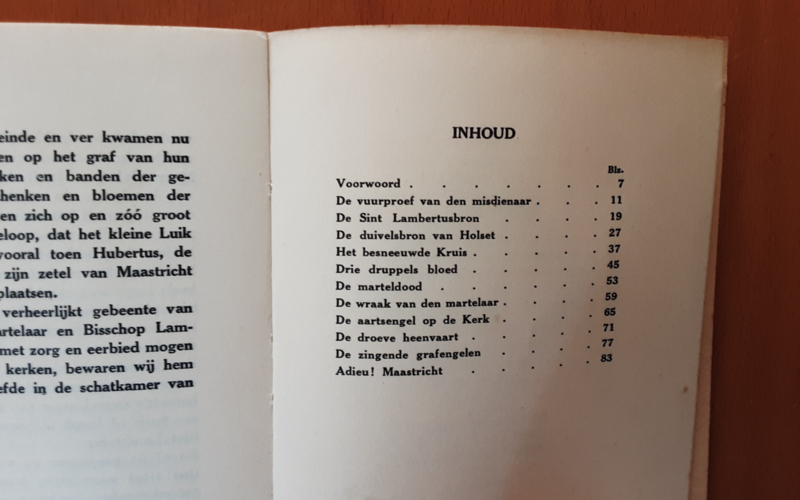 einde en ver kwamen nu
en op het graf van hun
ken en banden der ge-
henken en bloemen der
en zich op en zóó groot
eloop, dat het kleine Luik
vooral toen Hubertus, de
zijn zetel van Maastricht
plaatsen.
verheerlijkt gebeente van
artelaar en Bisschop Lam-
met zorg en eerbied mogen
kerken, bewaren wij hem
efde in de schatkamer van
INHOUD
Blz.
Voorwoord . . . . . . . 7
De vuurproef van den misdienaar . . . 11
De Sint Lambertusbron . . . . 19
De duivelsbron van Holset . . . . 27
Het besneeuwde Kruis . . . . . 37
Drie druppels bloed . . . . . 45
De marteldood . . . . . . 53
De wraak van den martelaar . . . . 59
De aartsengel op de Kerk . . . . 65
De droeve heenvaart . . . . . 71
De zingende grafengelen . . . . 77
Adieu! Maastricht . . . . . 83